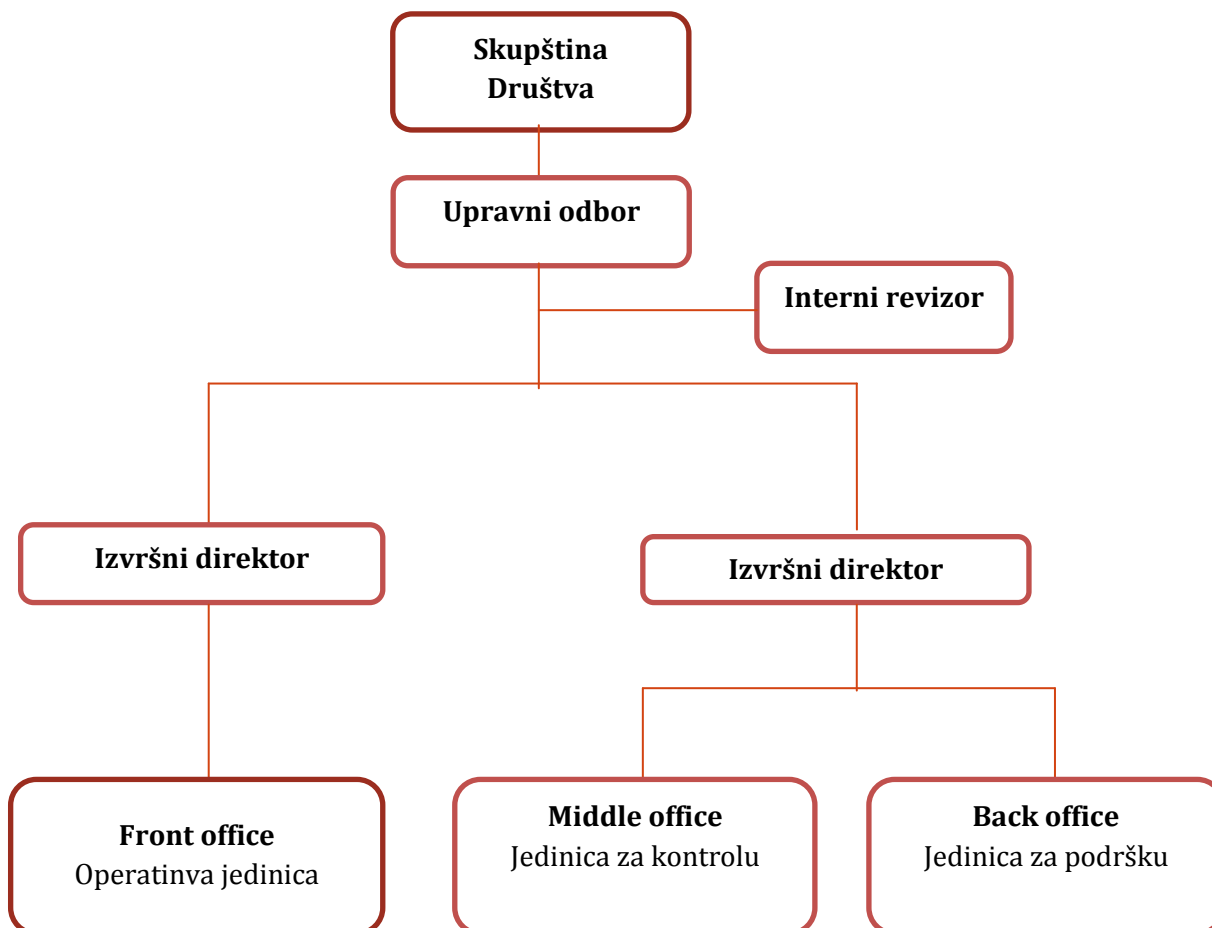 Skupština
Društva
Upravni odbor
Interni revizor
Izvršni direktor
Izvršni direktor
Front office
Operatinva jedinica
Middle office
Jedinica za kontrolu
Back office
Jedinica za podršku